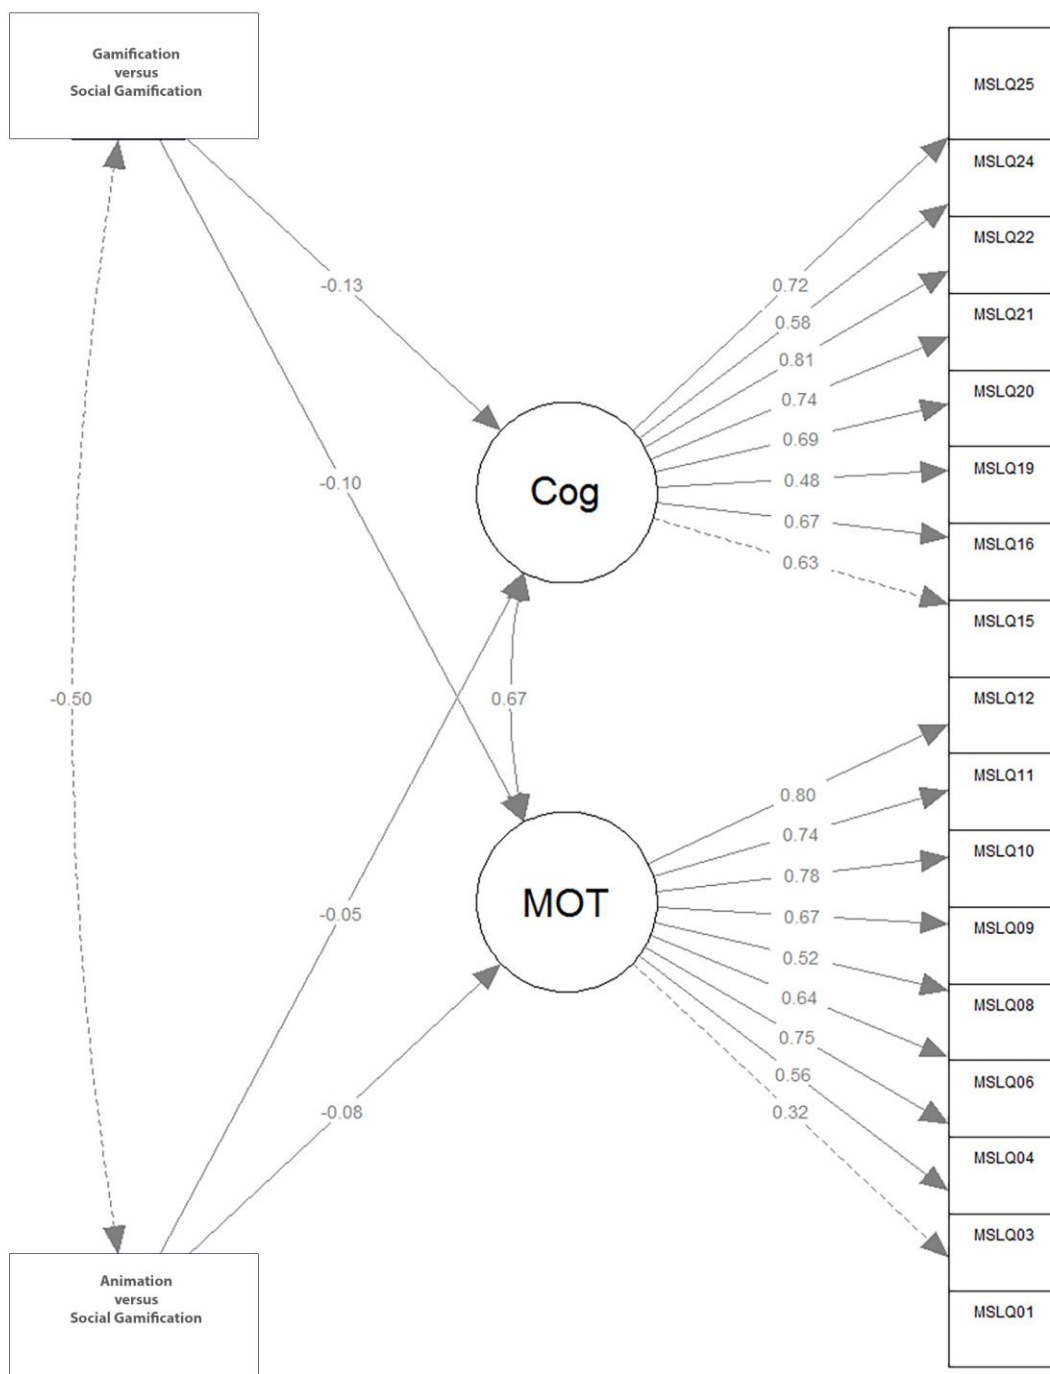 Gamification
versus
Social Gamification
MSLQ25
MSLQ24
MSLQ22
MSLQ21
MSLQ20
MSLQ19
MSLQ16
MSLQ15
MSLQ12
MSLQ11
MSLQ10
MSLQ09
MSLQ08
MSLQ06
MSLQ04
MSLQ03
MSLQ01
-0.13
-0.10
-0.50
-0.05
-0.08
0.67
Cog
0.72
0.58
0.81
0.74
0.69
0.48
0.67
0.63
MOT
0.80
0.74
0.78
0.67
0.52
0.64
0.75
0.56
0.32
Animation
versus
Social Gamification